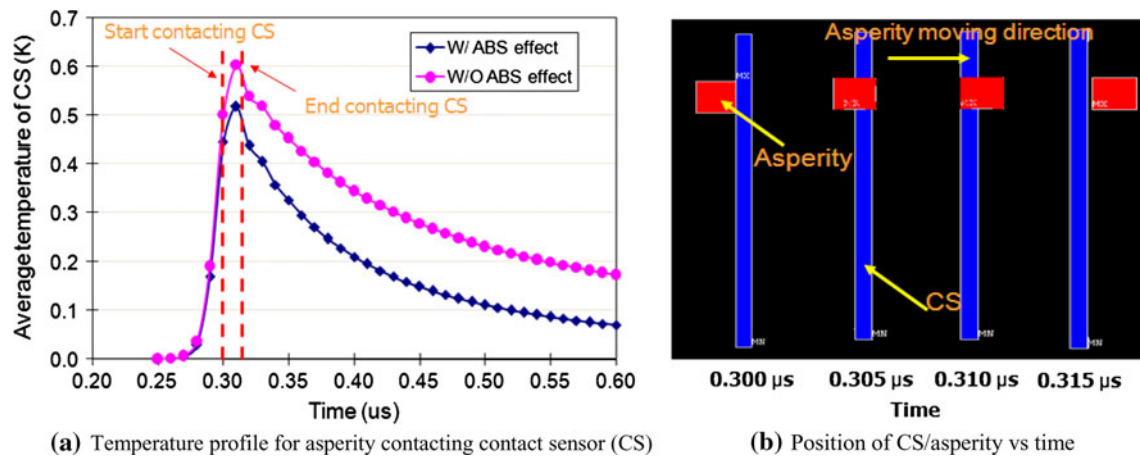 0.7
0.6
0.5
0.4
0.3
0.2
0.1
0.0
Average temperature of CS (K)
Start contacting CS
End contacting CS
W/ ABS effect
W/O ABS effect
0.20 0.25 0.30 0.35 0.40 0.45 0.50 0.55 0.60
Time (us)
(a) Temperature profile for asperity contacting contact sensor (CS)
Asperity moving direction
MX
MX
MX
MX
Asperity
CS
MN
MN
MN
MN
0.300 µs 0.305 µs 0.310 µs 0.315 µs
Time
(b) Position of CS/asperity vs time